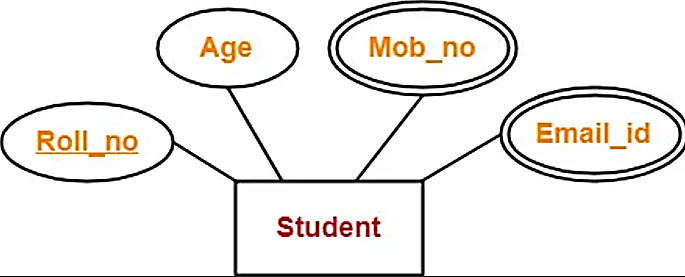 Age
Mob_no
Roll_no
Email_id
Student